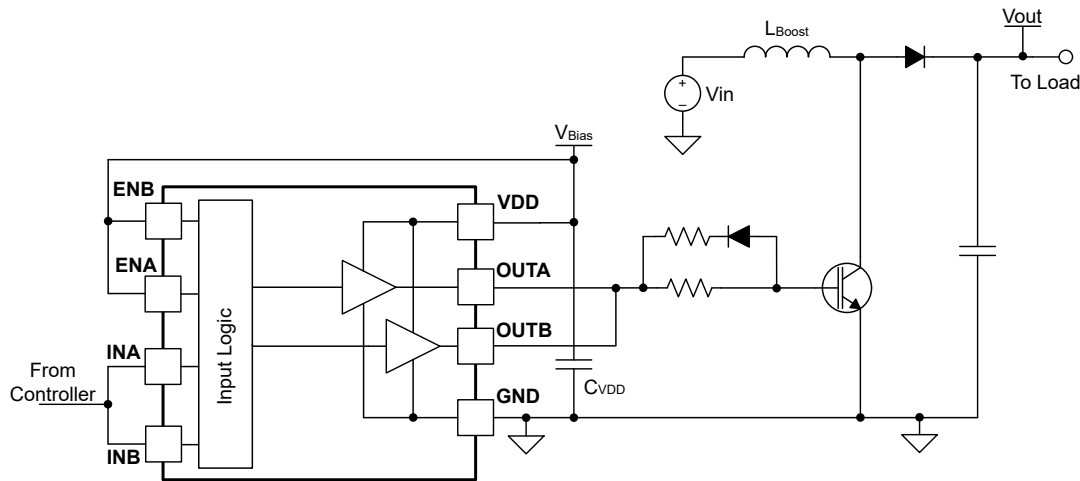 Vout
LBoost
To Load
+
Vin
−
VBias
ENB
VDD
ENA
OUTA
OUTB
INA
Input Logic
From
Controller
CVDD
GND
INB